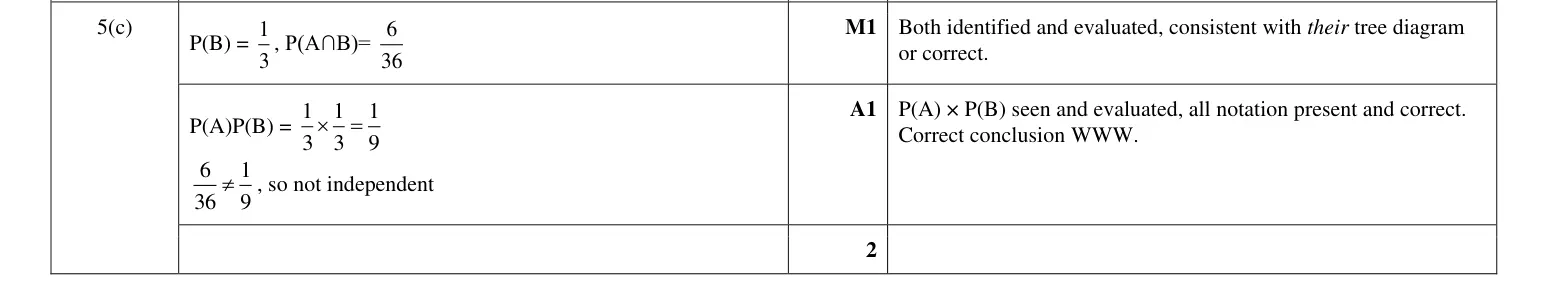 5(c)
P(B) = 1/3 , P(A∩B)= 6/36
M1
Both identified and evaluated, consistent with their tree diagram
or correct.
P(A)P(B) = 1/3 × 1/3 = 1/9
6/36 ≠ 1/9 , so not independent
A1
P(A) × P(B) seen and evaluated, all notation present and correct.
Correct conclusion WWW.
2